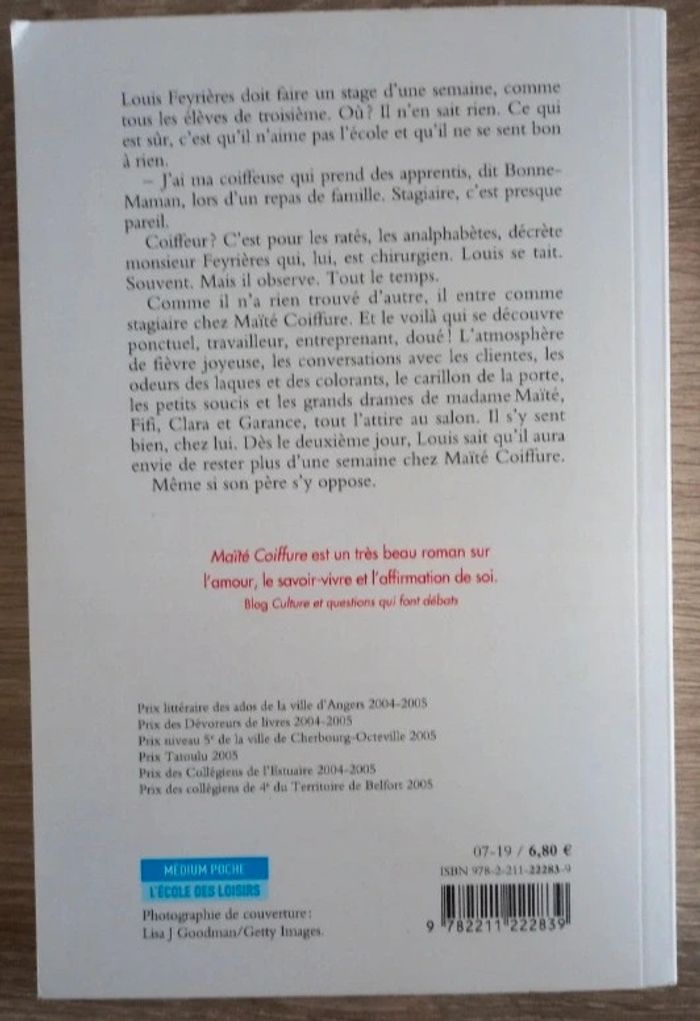 Louis Feyrières doit faire un stage d'une semaine, comme
tous les élèves de troisième. Où? Il n'en sait rien. Ce qui
est sûr, c'est qu'il n'aime pas l'école et qu'il ne se sent bon
à rien.
– J'ai ma coiffeuse qui prend des apprentis, dit Bonne-
Maman, lors d'un repas de famille. Stagiaire, c'est presque
pareil.
Coiffeur? C'est pour les ratés, les analphabètes, décrète
monsieur Feyrières qui, lui, est chirurgien. Louis se tait.
Souvent. Mais il observe. Tout le temps.
Comme il n'a rien trouvé d'autre, il entre comme
stagiaire chez Maïté Coiffure. Et le voilà qui se découvre
ponctuel, travailleur, entreprenant, doué! L'atmosphère
de fièvre joyeuse, les conversations avec les clientes, les
odeurs des laques et des colorants, le carillon de la porte,
les petits soucis et les grands drames de madame Maïté,
Fifi, Clara et Garance, tout l'attire au salon. Il s'y sent
bien, chez lui. Dès le deuxième jour, Louis sait qu'il aura
envie de rester plus d'une semaine chez Maïté Coiffure.
Même si son père s'y oppose.
Maïté Coiffure est un très beau roman sur
l'amour, le savoir-vivre et l'affirmation de soi.
Blog Culture et questions qui font débats
Prix littéraire des ados de la ville d'Angers 2004-2005
Prix des Dévoreurs de livres 2004-2005
Prix niveau 5e de la ville de Cherbourg-Octeville 2005
Prix Tatoulu 2005
Prix des Collégiens de l'Estuaire 2004-2005
Prix des collégiens de 4e du Territoire de Belfort 2005
07-19 / 6,80 €
ISBN 978-2-211-22283-9
MÉDIUM POCHE
L'ÉCOLE DES LOISIRS
Photographie de couverture:
Lisa J Goodman/Getty Images.
9 782211 222839